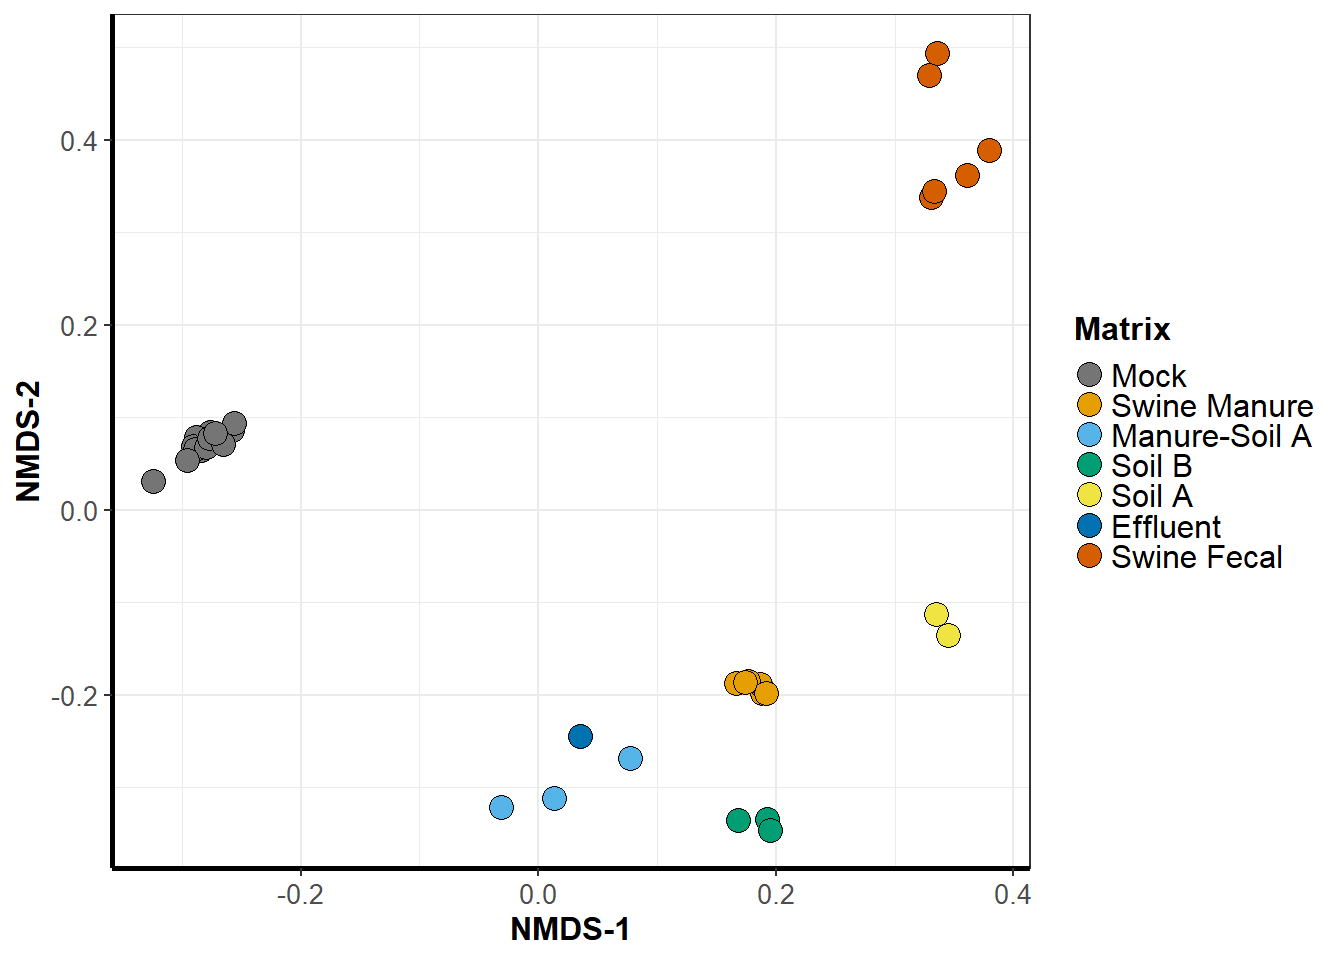 NMDS-2
0.4
0.2
0.0
-0.2
-0.2
0.0
0.2
0.4
NMDS-1
Matrix
Mock
Swine Manure
Manure-Soil A
Soil B
Soil A
Effluent
Swine Fecal